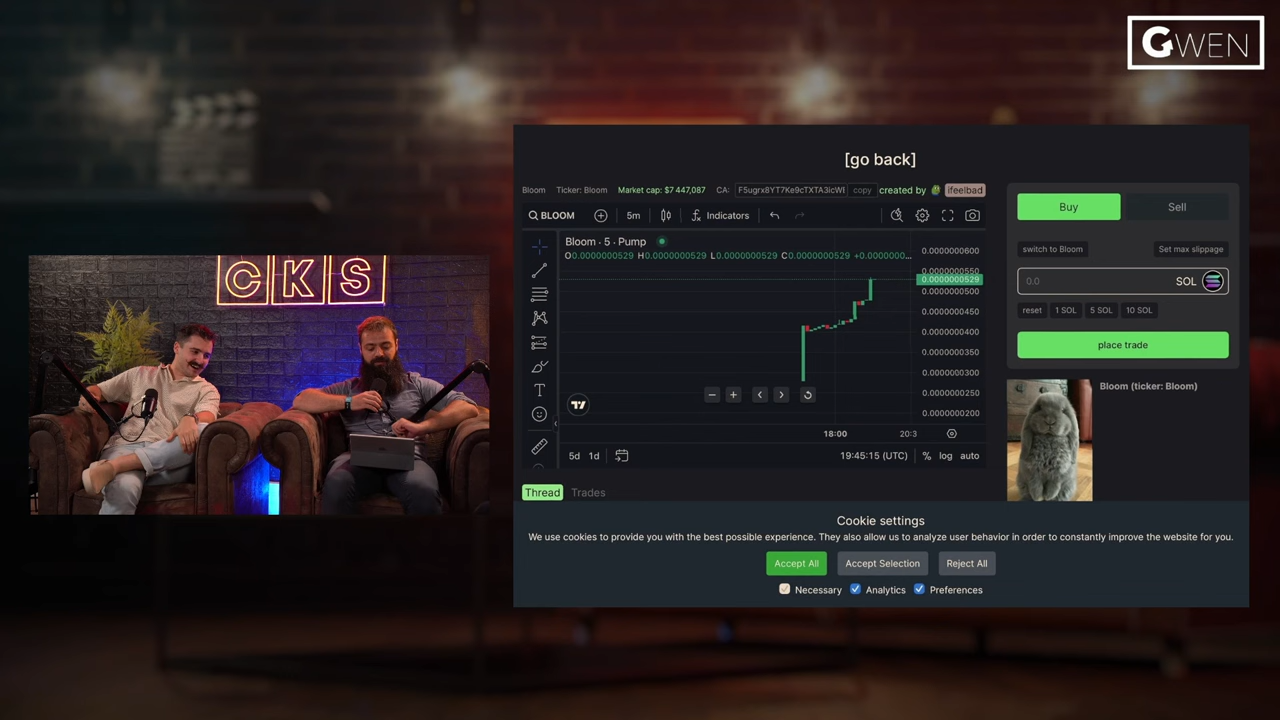 GWEN
CKS
[go back]
Bloom Ticker: Bloom Market cap: $7 447,087 CA: F5ugrx8YT7Ke9cTXTA3icWE copy created by ifeelbad
BLOOM 5m Indicators
Bloom · 5 · Pump
O0.0000000529 H0.0000000529 L0.0000000529 C0.0000000529 +0.0000000...
0.0000000600
0.0000000550
0.0000000529
0.0000000500
0.0000000450
0.0000000400
0.0000000350
0.0000000300
0.0000000250
0.0000000200
18:00 20:3
5d 1d 19:45:15 (UTC) % log auto
Buy Sell
switch to Bloom Set max slippage
0.0 SOL
reset 1 SOL 5 SOL 10 SOL
place trade
Bloom (ticker: Bloom)
Thread Trades
Cookie settings
We use cookies to provide you with the best possible experience. They also allow us to analyze user behavior in order to constantly improve the website for you.
Accept All Accept Selection Reject All
Necessary Analytics Preferences